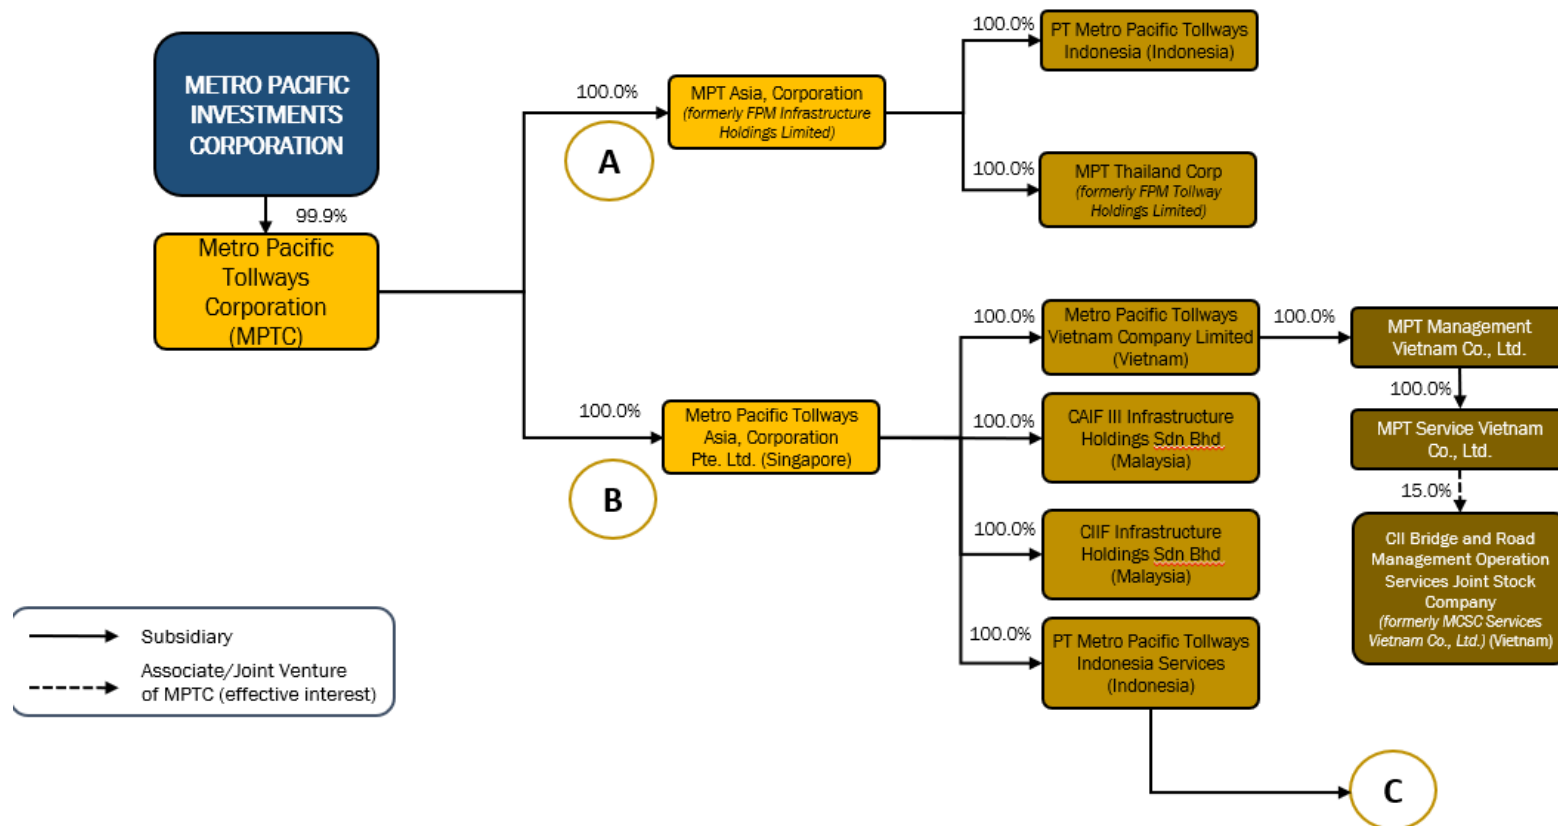 METRO PACIFIC
INVESTMENTS
CORPORATION
99.9%
Metro Pacific
Tollways
Corporation
(MPTC)
100.0%
A
MPT Asia, Corporation
(formerly FPM Infrastructure
Holdings Limited)
100.0%
PT Metro Pacific Tollways
Indonesia (Indonesia)
100.0%
MPT Thailand Corp
(formerly FPM Tollway
Holdings Limited)
100.0%
B
Metro Pacific Tollways
Asia, Corporation
Pte. Ltd. (Singapore)
100.0%
Metro Pacific Tollways
Vietnam Company Limited
(Vietnam)
100.0%
MPT Management
Vietnam Co., Ltd.
100.0%
MPT Service Vietnam
Co., Ltd.
15.0%
CII Bridge and Road
Management Operation
Services Joint Stock
Company
(formerly MCSC Services
Vietnam Co., Ltd.) (Vietnam)
100.0%
CAIF III Infrastructure
Holdings Sdn Bhd
(Malaysia)
100.0%
CIIF Infrastructure
Holdings Sdn Bhd
(Malaysia)
100.0%
PT Metro Pacific Tollways
Indonesia Services
(Indonesia)
C
Subsidiary
Associate/Joint Venture
of MPTC (effective interest)